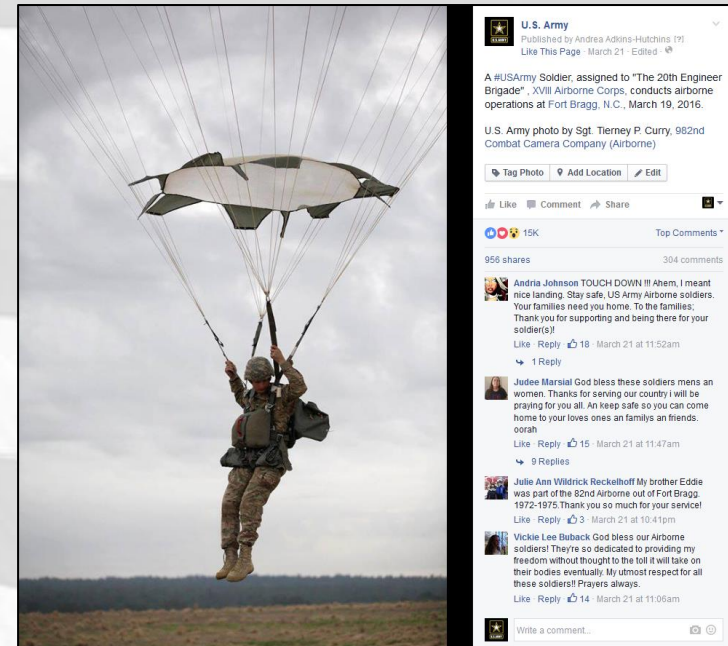 U.S. Army
Published by Andrea Adkins-Hutchins [?]
Like This Page · March 21 · Edited ·
A #USArmy Soldier, assigned to "The 20th Engineer
Brigade" , XVIII Airborne Corps, conducts airborne
operations at Fort Bragg, N.C., March 19, 2016.
U.S. Army photo by Sgt. Tierney P. Curry, 982nd
Combat Camera Company (Airborne)
Tag Photo Add Location Edit
Like Comment Share
15K Top Comments
956 shares 304 comments
Andria Johnson TOUCH DOWN !!! Ahem, I meant
nice landing. Stay safe, US Army Airborne soldiers.
Your families need you home. To the families;
Thank you for supporting and being there for your
soldier(s)!
Like · Reply · 18 · March 21 at 11:52am
1 Reply
Judee Marsial God bless these soldiers mens an
women. Thanks for serving our country i will be
praying for you all. An keep safe so you can come
home to your loves ones an familys an friends.
oorah
Like · Reply · 15 · March 21 at 11:47am
9 Replies
Julie Ann Wildrick Reckelhoff My brother Eddie
was part of the 82nd Airborne out of Fort Bragg.
1972-1975.Thank you so much for your service!
Like · Reply · 3 · March 21 at 10:41pm
Vickie Lee Buback God bless our Airborne
soldiers! They're so dedicated to providing my
freedom without thought to the toll it will take on
their bodies eventually. My utmost respect for all
these soldiers!! Prayers always.
Like · Reply · 14 · March 21 at 11:06am
Write a comment...